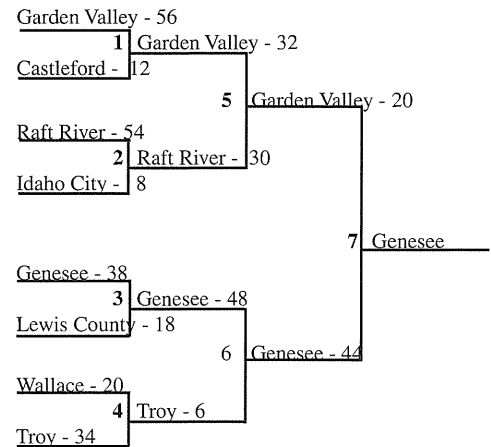 Garden Valley - 56
1 Garden Valley - 32
Castleford - 12
5 Garden Valley - 20
Raft River - 54
2 Raft River - 30
Idaho City - 8
7 Genesee
Genesee - 38
3 Genesee - 48
Lewis County - 18
6 Genesee - 44
Wallace - 20
4 Troy - 6
Troy - 34